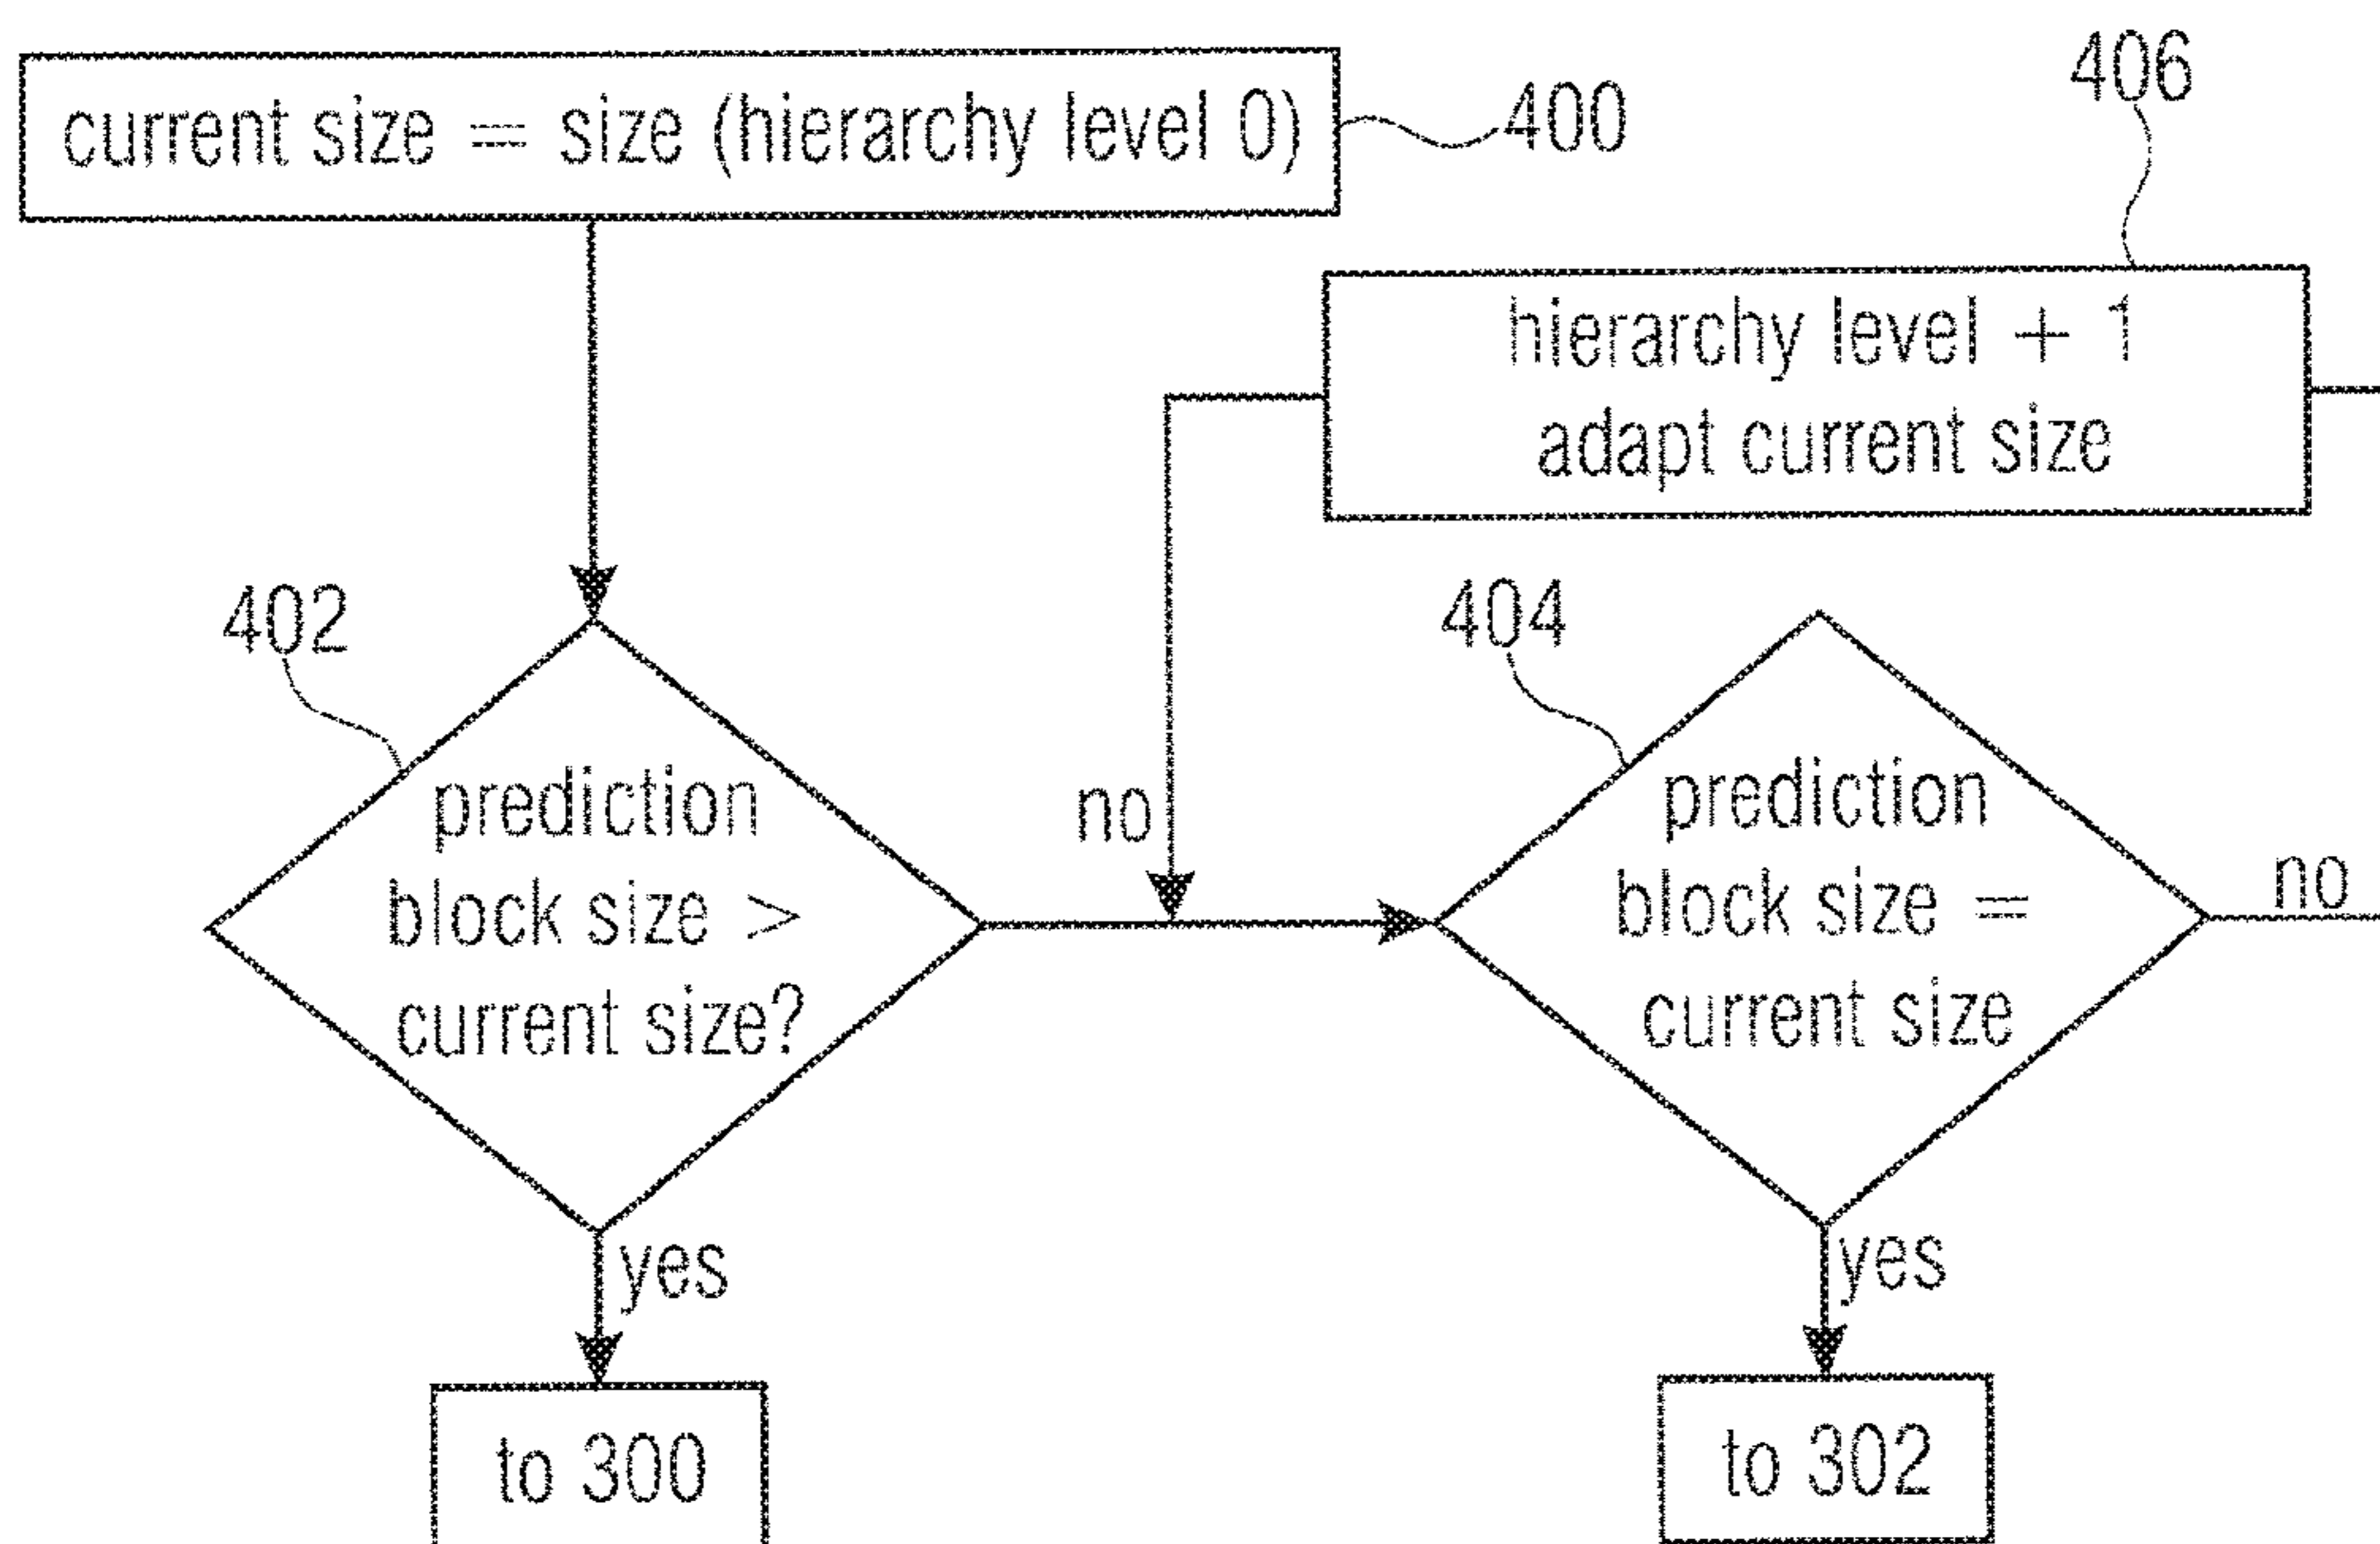 current size = size (hierarchy level 0)
400
406
hierarchy level + 1
adapt current size
402
prediction
block size >
current size?
no
404
prediction
block size =
current size
no
yes
yes
to 300
to 302